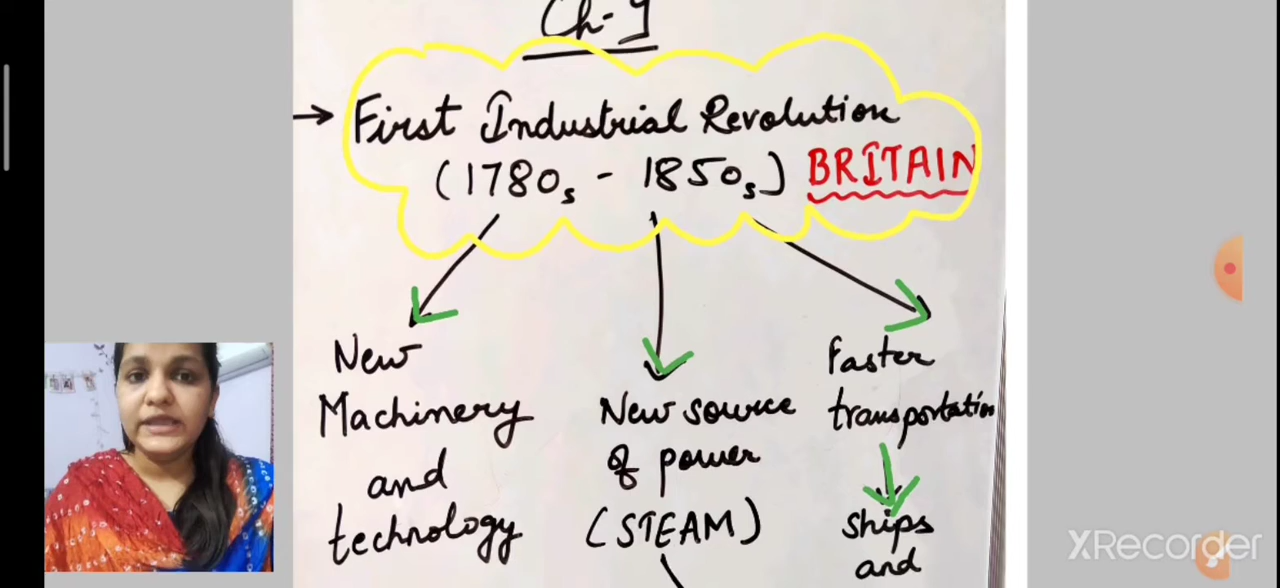 Ch-9
→ First Industrial Revolution
(1780s - 1850s) BRITAIN
New
Machinery
and
technology
New source
of power
(STEAM)
Faster
transportation
ships
and
XRecorder